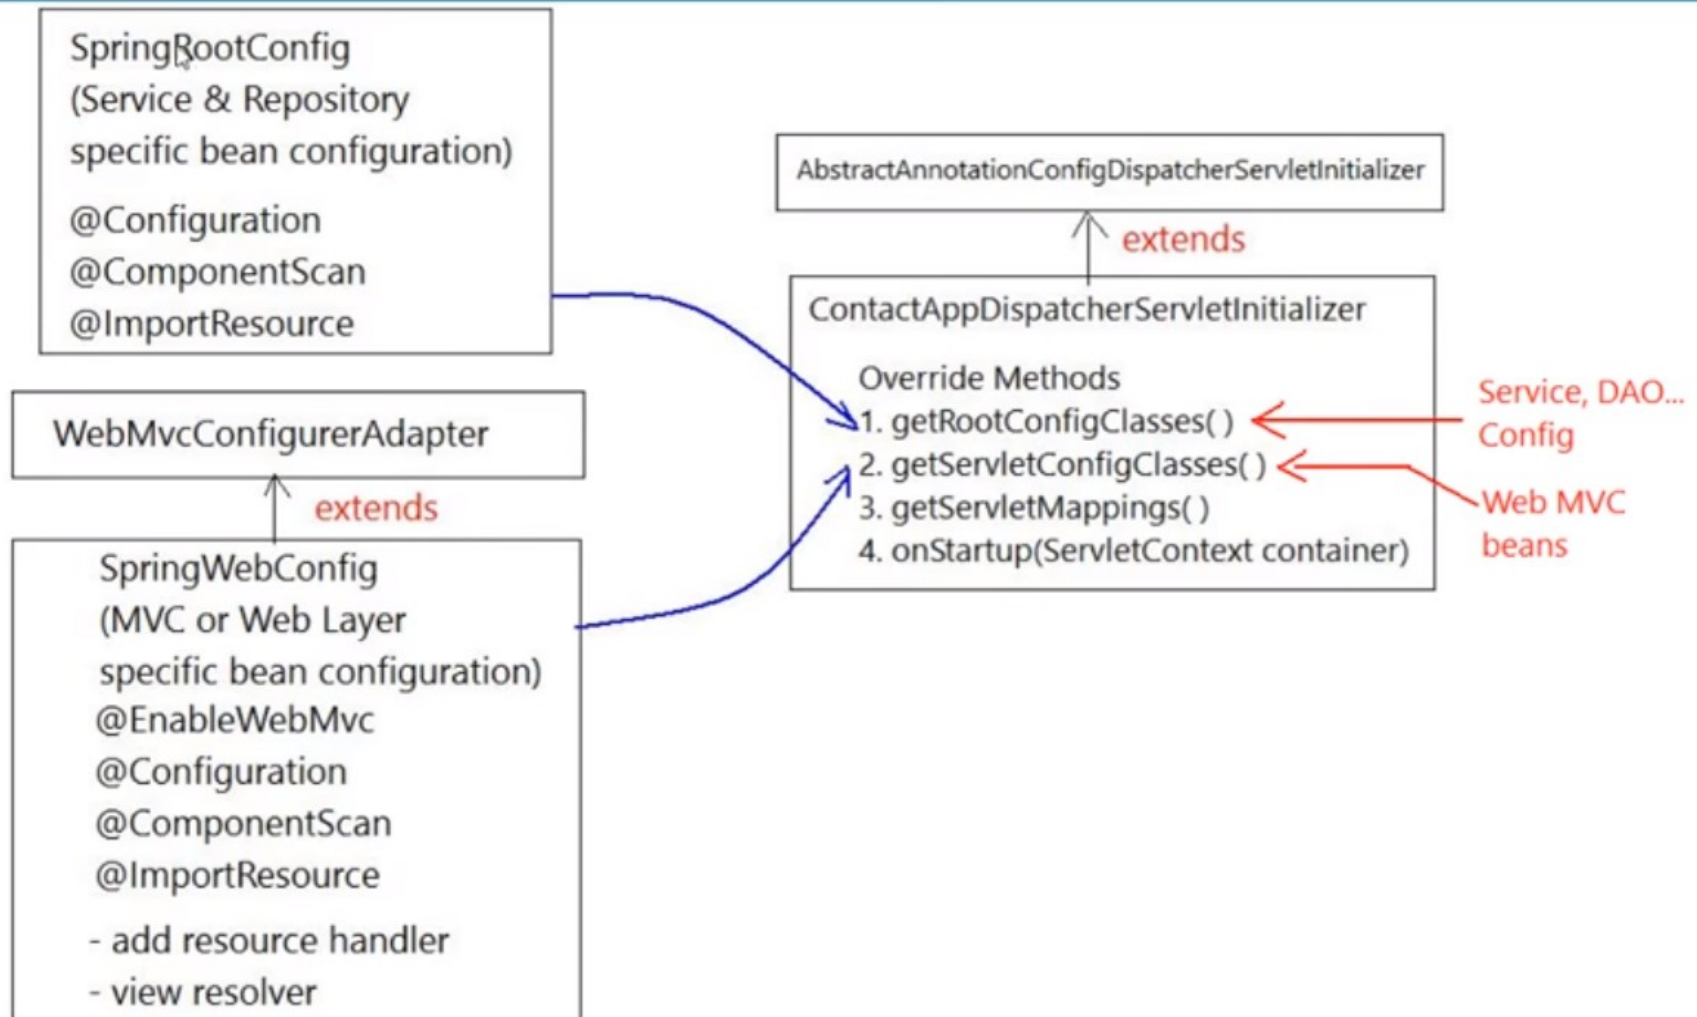 SpringRootConfig
(Service & Repository
specific bean configuration)
@Configuration
@ComponentScan
@ImportResource
WebMvcConfigurerAdapter
extends
SpringWebConfig
(MVC or Web Layer
specific bean configuration)
@EnableWebMvc
@Configuration
@ComponentScan
@ImportResource
- add resource handler
- view resolver
AbstractAnnotationConfigDispatcherServletInitializer
extends
ContactAppDispatcherServletInitializer
Override Methods
1. getRootConfigClasses( )
2. getServletConfigClasses( )
3. getServletMappings( )
4. onStartup(ServletContext container)
Service, DAO...
Config
Web MVC
beans